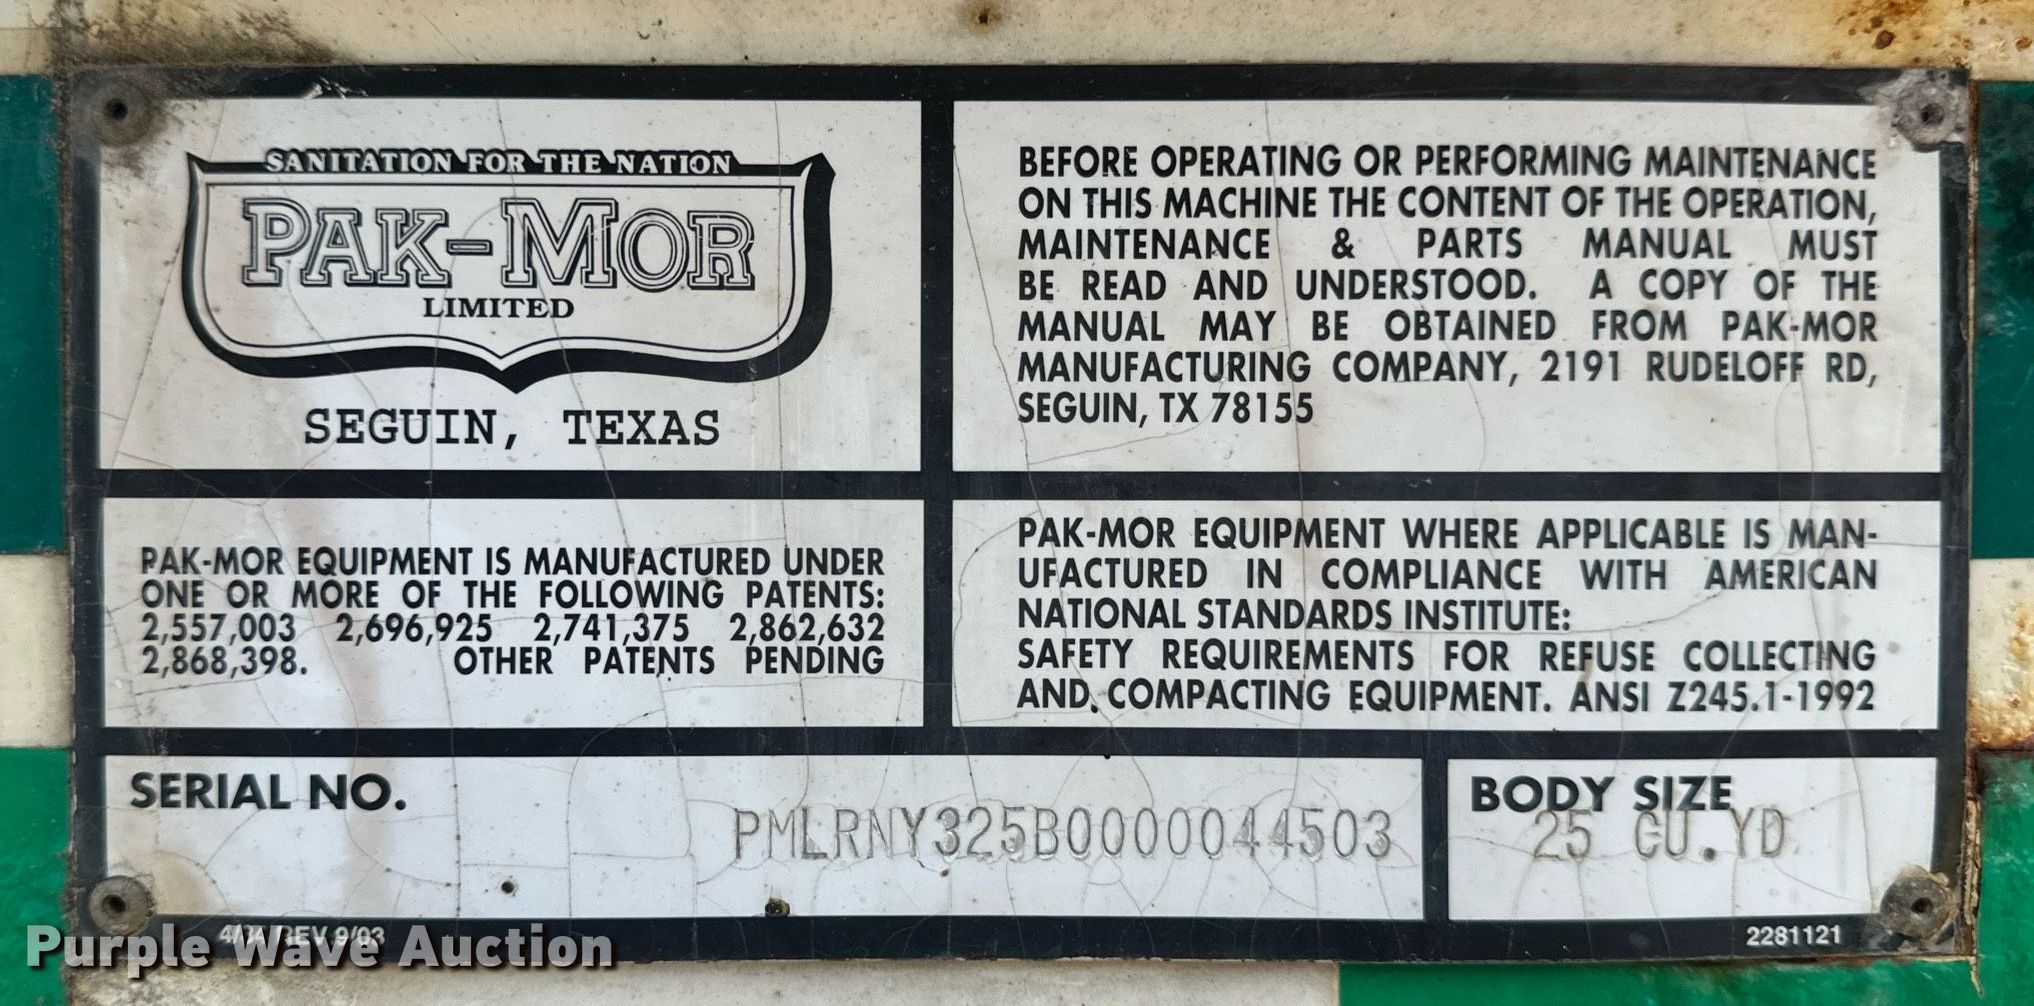 SANITATION FOR THE NATION
PAK-MOR
LIMITED
SEGUIN, TEXAS
BEFORE OPERATING OR PERFORMING MAINTENANCE
ON THIS MACHINE THE CONTENT OF THE OPERATION,
MAINTENANCE & PARTS MANUAL MUST
BE READ AND UNDERSTOOD. A COPY OF THE
MANUAL MAY BE OBTAINED FROM PAK-MOR
MANUFACTURING COMPANY, 2191 RUDELOFF RD,
SEGUIN, TX 78155
PAK-MOR EQUIPMENT IS MANUFACTURED UNDER
ONE OR MORE OF THE FOLLOWING PATENTS:
2,557,003 2,696,925 2,741,375 2,862,632
2,868,398. OTHER PATENTS PENDING
PAK-MOR EQUIPMENT WHERE APPLICABLE IS MAN-
UFACTURED IN COMPLIANCE WITH AMERICAN
NATIONAL STANDARDS INSTITUTE:
SAFETY REQUIREMENTS FOR REFUSE COLLECTING
AND COMPACTING EQUIPMENT. ANSI Z245.1-1992
SERIAL NO.
PMLRNY325B0000044503
BODY SIZE
25 CU.YD
REV 9/03
2281121
Purple Wave Auction